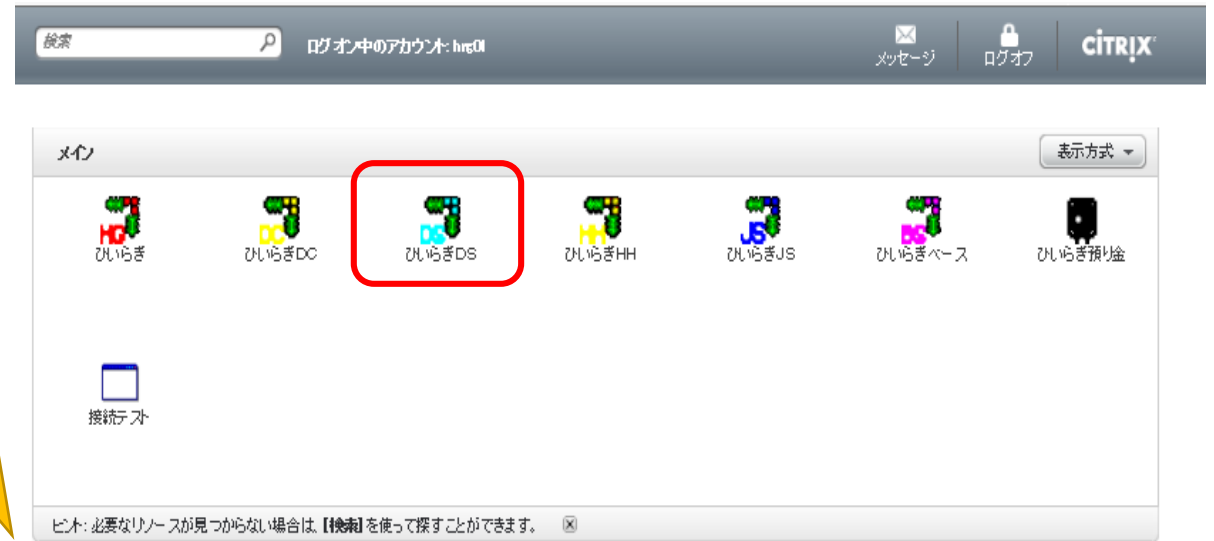 検索
ログオン中のアカウント: hrg01
メッセージ
ログオフ
CITRIX
メイン
表示方式
HG
ひいらぎ
DC
ひいらぎDC
DS
ひいらぎDS
HH
ひいらぎHH
JS
ひいらぎJS
BS
ひいらぎベース
ひいらぎ預り金
接続テスト
ヒント: 必要なリソースが見つからない場合は、[検索]を使って探すことができます。